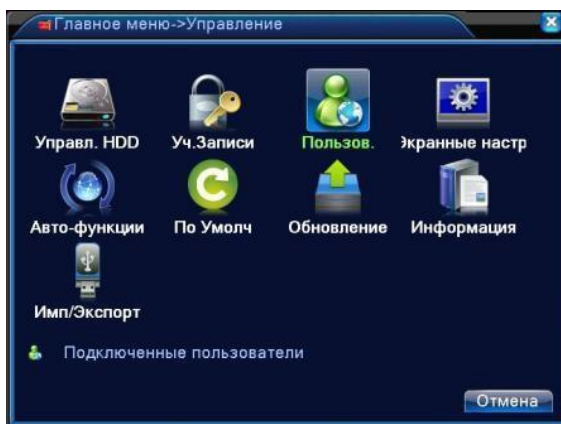 Главное меню->Управление
Управл. HDD Уч.Записи Пользов. Экранные настр
Авто-функции По Умолч Обновление Информация
Имп/Экспорт
Подключенные пользователи
Отмена